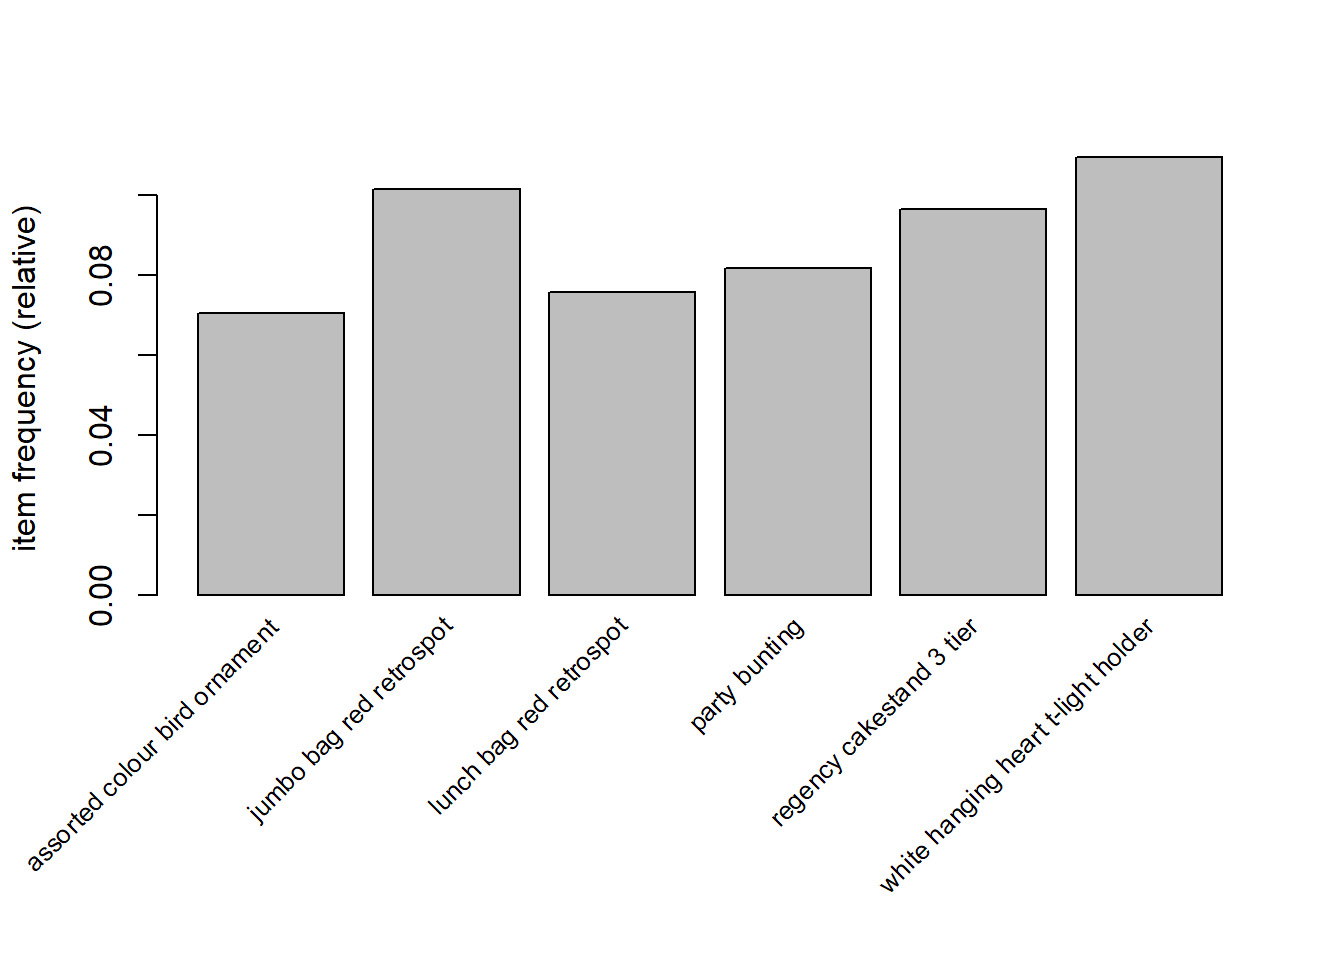 item frequency (relative)
0.08
0.04
0.00
assorted colour bird ornament
jumbo bag red retrospot
lunch bag red retrospot
party bunting
regency cakestand 3 tier
white hanging heart t-light holder